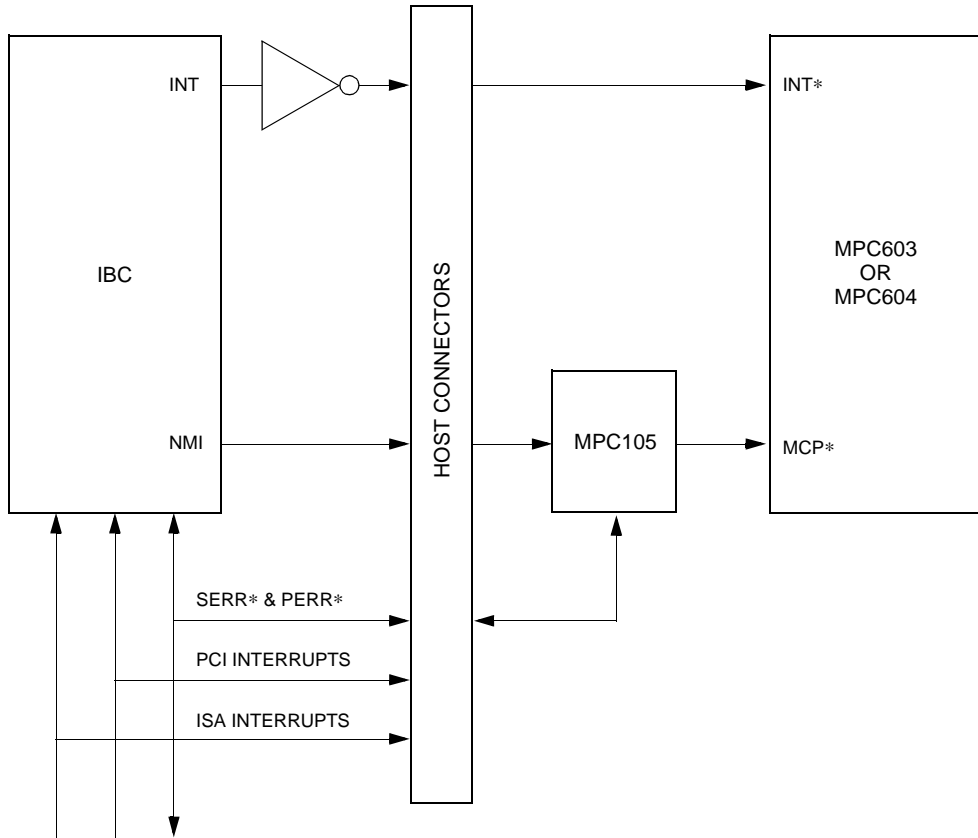 INT
INT*
IBC
HOST CONNECTORS
MPC603
OR
MPC604
NMI
MPC105
MCP*
SERR* & PERR*
PCI INTERRUPTS
ISA INTERRUPTS